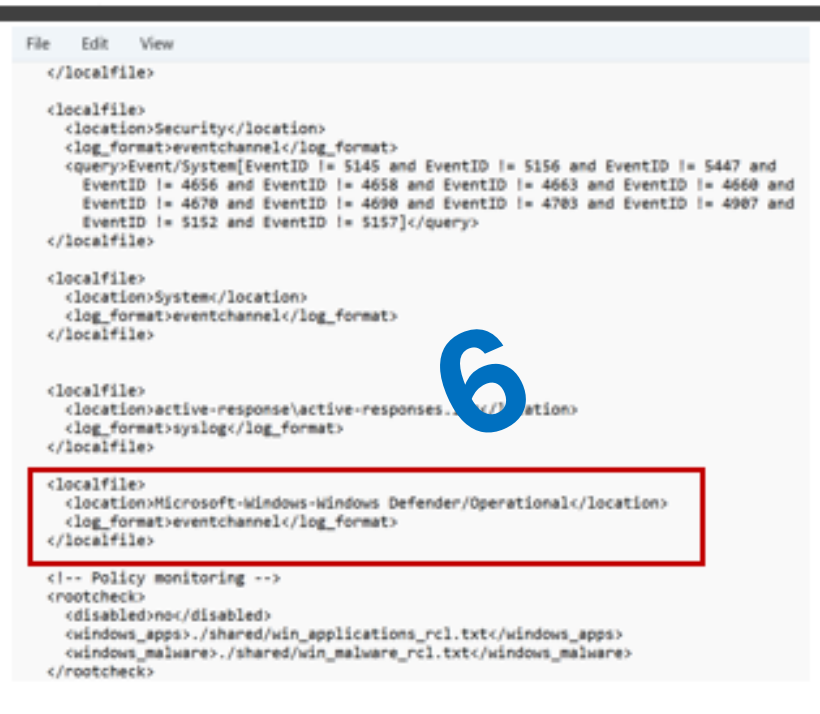 File Edit View
</localfile>
<localfile>
<location>Security</location>
<log_format>eventchannel</log_format>
<query>Event/System[EventID != 5145 and EventID != 5156 and EventID != 5447 and
EventID != 4656 and EventID != 4658 and EventID != 4663 and EventID != 4660 and
EventID != 4670 and EventID != 4690 and EventID != 4703 and EventID != 4907 and
EventID != 5152 and EventID != 5157]</query>
</localfile>
<localfile>
<location>System</location>
<log_format>eventchannel</log_format>
</localfile>
6
<localfile>
<location>active-response\active-responses.
<log_format>syslog</log_format>
</localfile>
<localfile>
<location>Microsoft-Windows-Windows Defender/Operational</location>
<log_format>eventchannel</log_format>
</localfile>
<!-- Policy monitoring -->
<rootcheck>
<disabled>no</disabled>
<windows_apps>./shared/win_applications_rcl.txt</windows_apps>
<windows_malware>./shared/win_malware_rcl.txt</windows_malware>
</rootcheck>